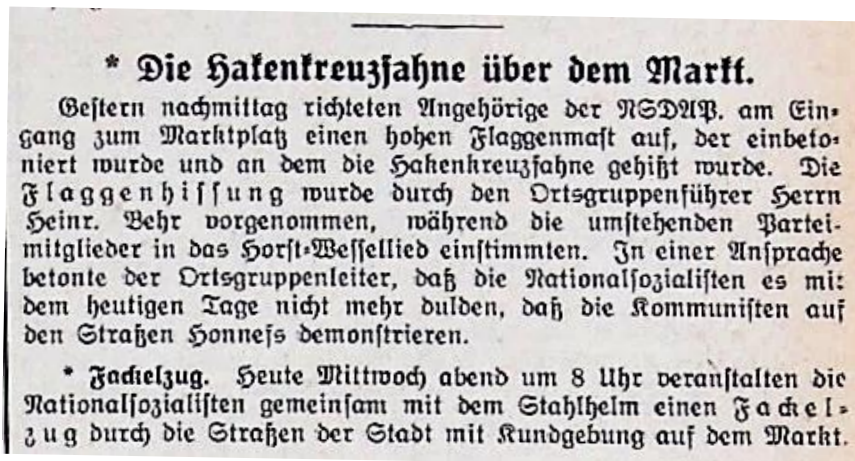 * Die Hakenkreuzfahne über dem Markt.
Gestern nachmittag richteten Angehörige der NSDAP. am Ein-
gang zum Marktplatz einen hohen Flaggenmast auf, der einbeto-
niert wurde und an dem die Hakenkreuzfahne gehißt wurde. Die
Flaggenhissung wurde durch den Ortsgruppenführer Herrn
Heinr. Behr vorgenommen, während die umstehenden Partei-
mitglieder in das Horst-Wessellied einstimmten. In einer Ansprache
betonte der Ortsgruppenleiter, daß die Nationalsozialisten es mit
dem heutigen Tage nicht mehr dulden, daß die Kommunisten auf
den Straßen Honnefs demonstrieren.
* Fackelzug. Heute Mittwoch abend um 8 Uhr veranstalten die
Nationalsozialisten gemeinsam mit dem Stahlhelm einen Fackel-
zug durch die Straßen der Stadt mit Kundgebung auf dem Markt.